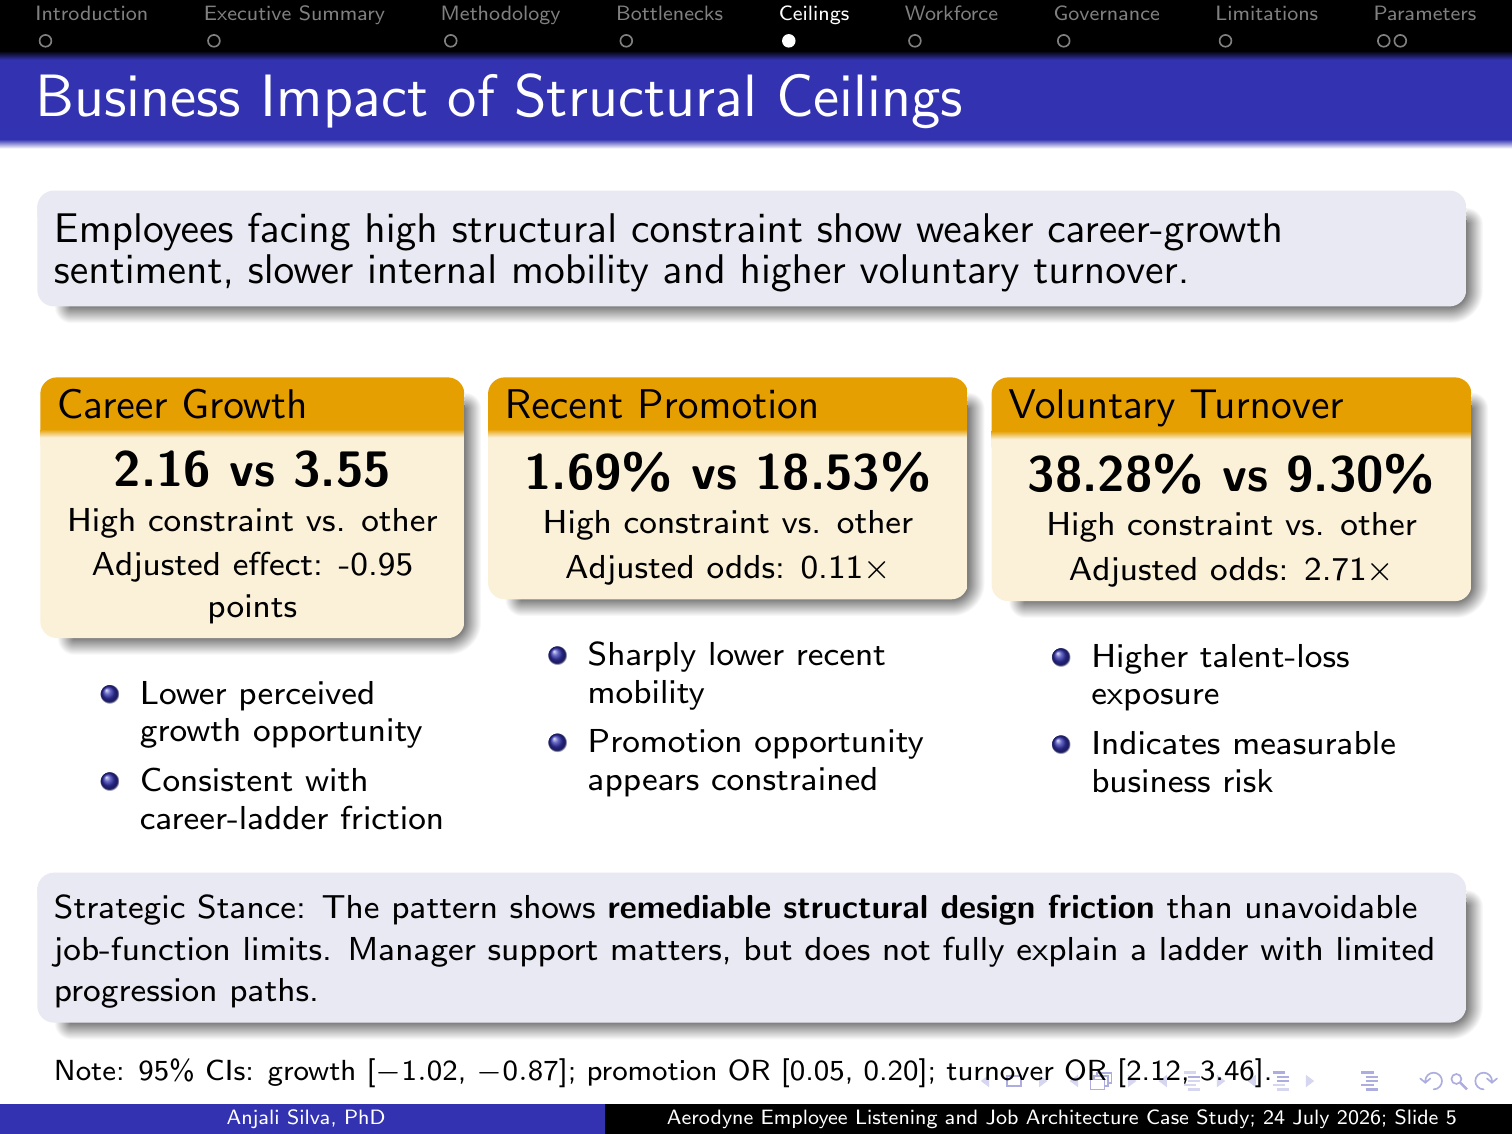 Introduction Executive Summary Methodology Bottlenecks Ceilings Workforce Governance Limitations Parameters
Business Impact of Structural Ceilings
Employees facing high structural constraint show weaker career-growth
sentiment, slower internal mobility and higher voluntary turnover.
Career Growth
2.16 vs 3.55
High constraint vs. other
Adjusted effect: -0.95
points
Lower perceived
growth opportunity
Consistent with
career-ladder friction
Recent Promotion
1.69% vs 18.53%
High constraint vs. other
Adjusted odds: 0.11×
Sharply lower recent
mobility
Promotion opportunity
appears constrained
Voluntary Turnover
38.28% vs 9.30%
High constraint vs. other
Adjusted odds: 2.71×
Higher talent-loss
exposure
Indicates measurable
business risk
Strategic Stance: The pattern shows remediable structural design friction than unavoidable
job-function limits. Manager support matters, but does not fully explain a ladder with limited
progression paths.
Note: 95% CIs: growth [−1.02, −0.87]; promotion OR [0.05, 0.20]; turnover OR [2.12, 3.46].
Anjali Silva, PhD
Aerodyne Employee Listening and Job Architecture Case Study; 24 July 2026; Slide 5